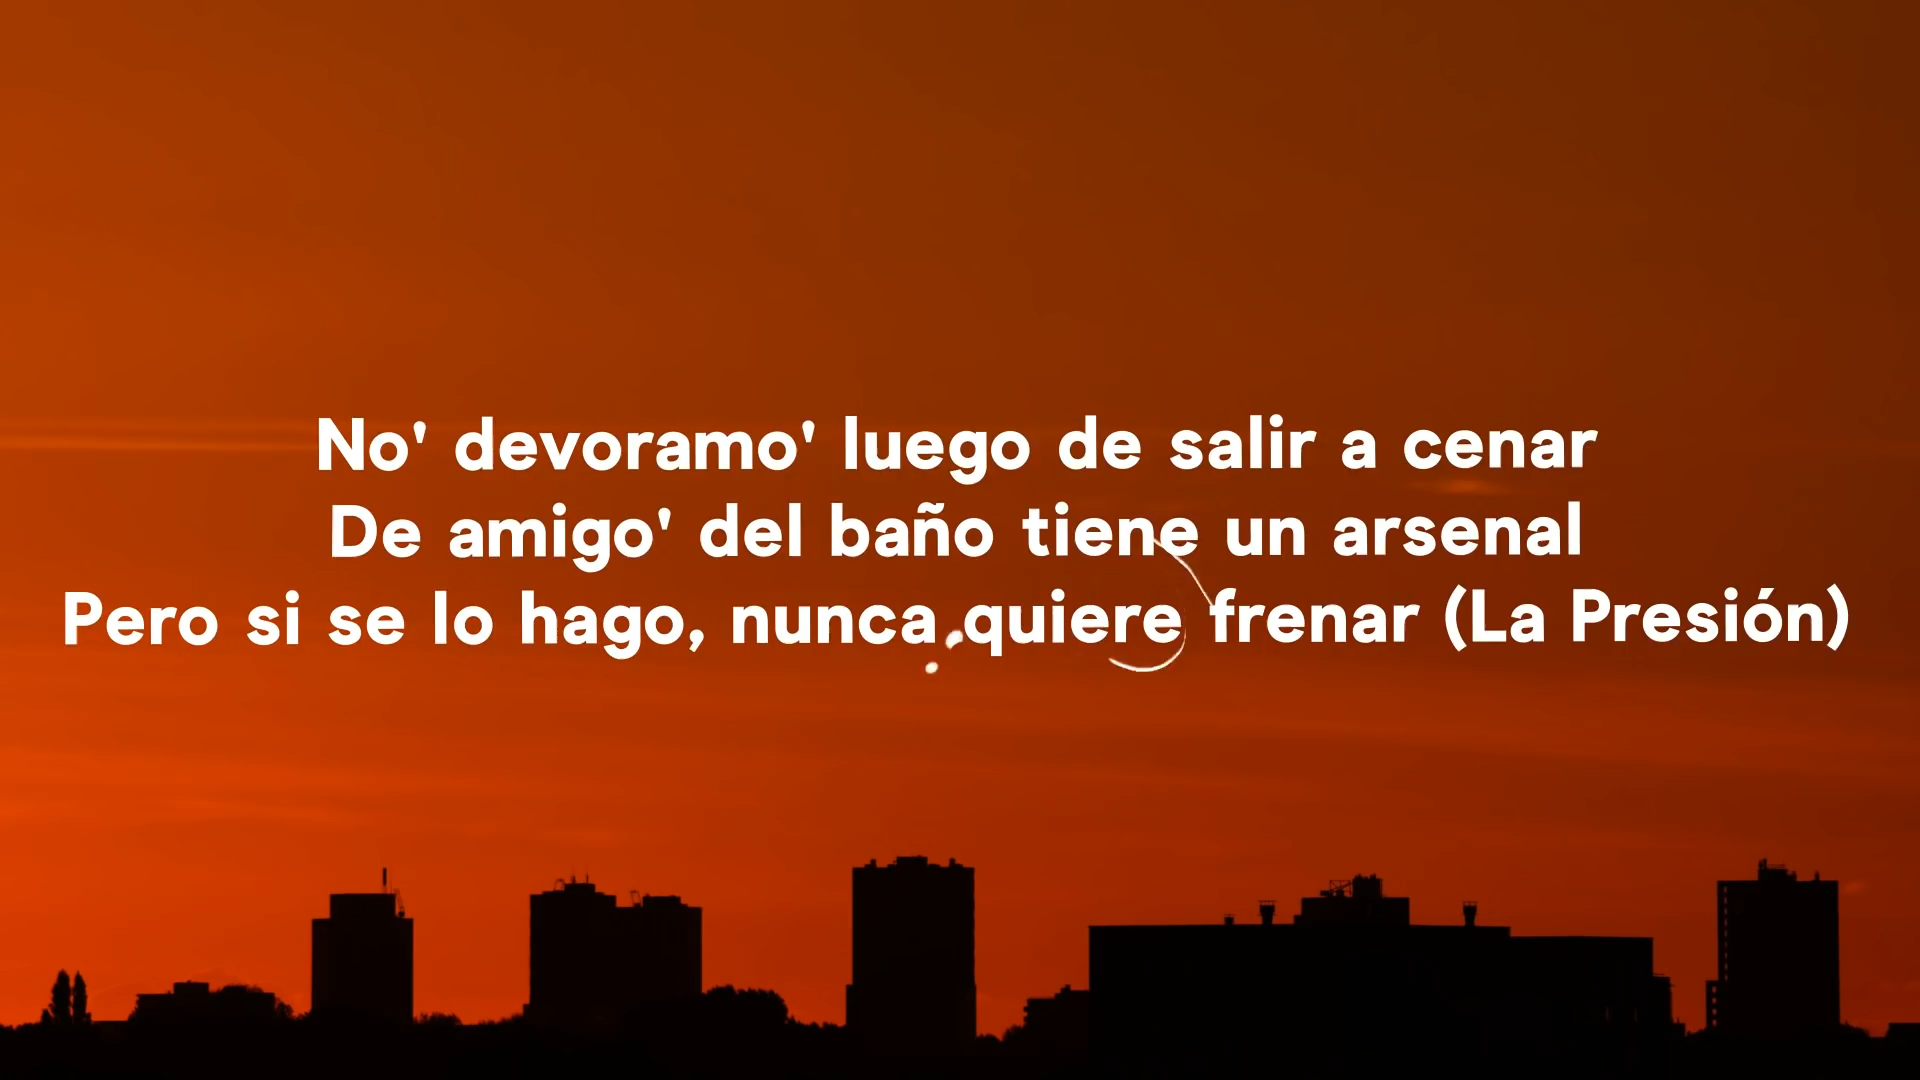 No' devoramo' luego de salir a cenar
De amigo' del baño tiene un arsenal
Pero si se lo hago, nunca quiere frenar (La Presión)